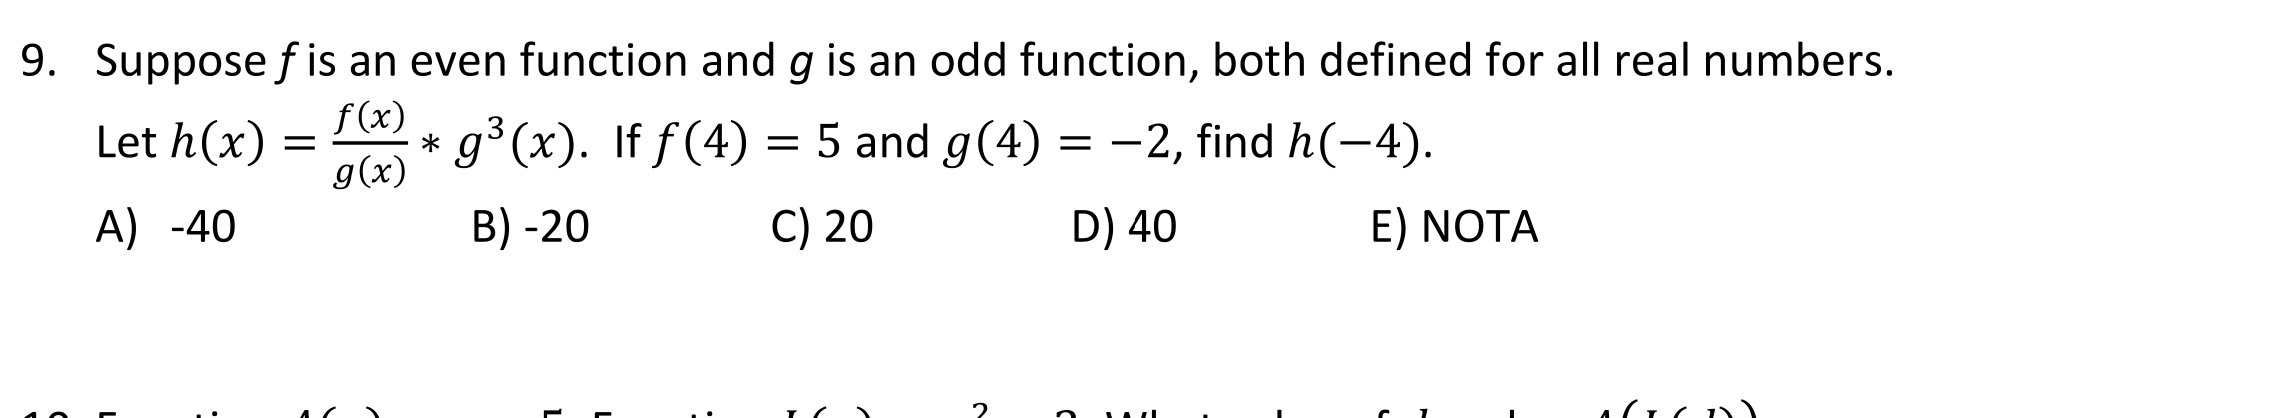 9. Suppose f is an even function and g is an odd function, both defined for all real numbers.
Let h(x) = f(x)/g(x) * g³(x). If f(4) = 5 and g(4) = −2, find h(−4).
A) -40 B) -20 C) 20 D) 40 E) NOTA